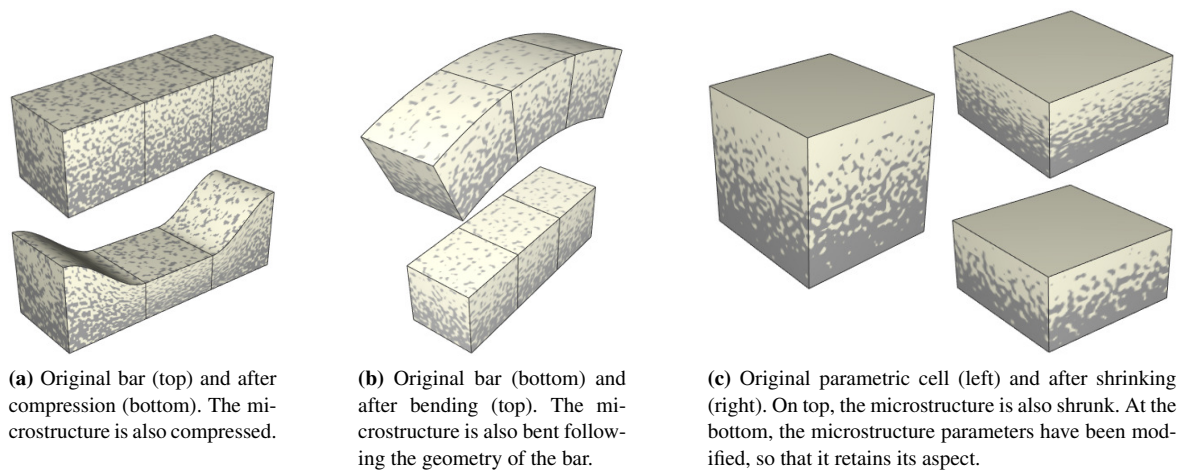 (a) Original bar (top) and after
compression (bottom). The mi-
crostructure is also compressed.
(b) Original bar (bottom) and
after bending (top). The mi-
crostructure is also bent follow-
ing the geometry of the bar.
(c) Original parametric cell (left) and after shrinking
(right). On top, the microstructure is also shrunk. At the
bottom, the microstructure parameters have been mod-
ified, so that it retains its aspect.